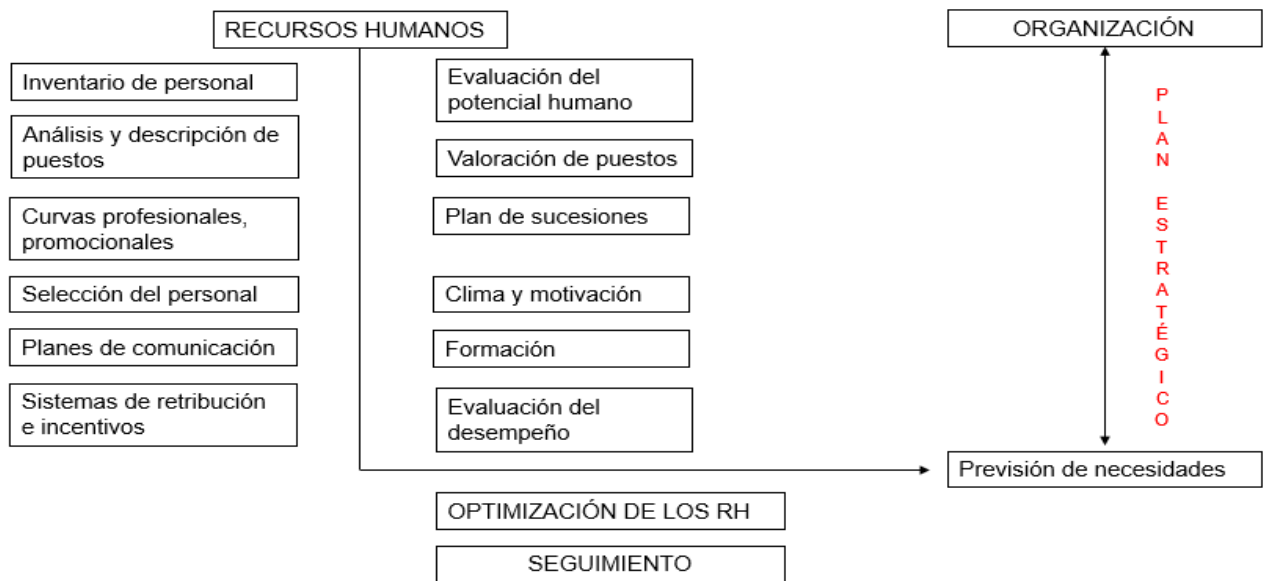 RECURSOS HUMANOS
ORGANIZACIÓN
Inventario de personal
Evaluación del
potencial humano
Análisis y descripción de
puestos
Valoración de puestos
Curvas profesionales,
promocionales
Plan de sucesiones
Selección del personal
Clima y motivación
Planes de comunicación
Formación
Sistemas de retribución
e incentivos
Evaluación del
desempeño
PLAN ESTRATÉGICO
Previsión de necesidades
OPTIMIZACIÓN DE LOS RH
SEGUIMIENTO